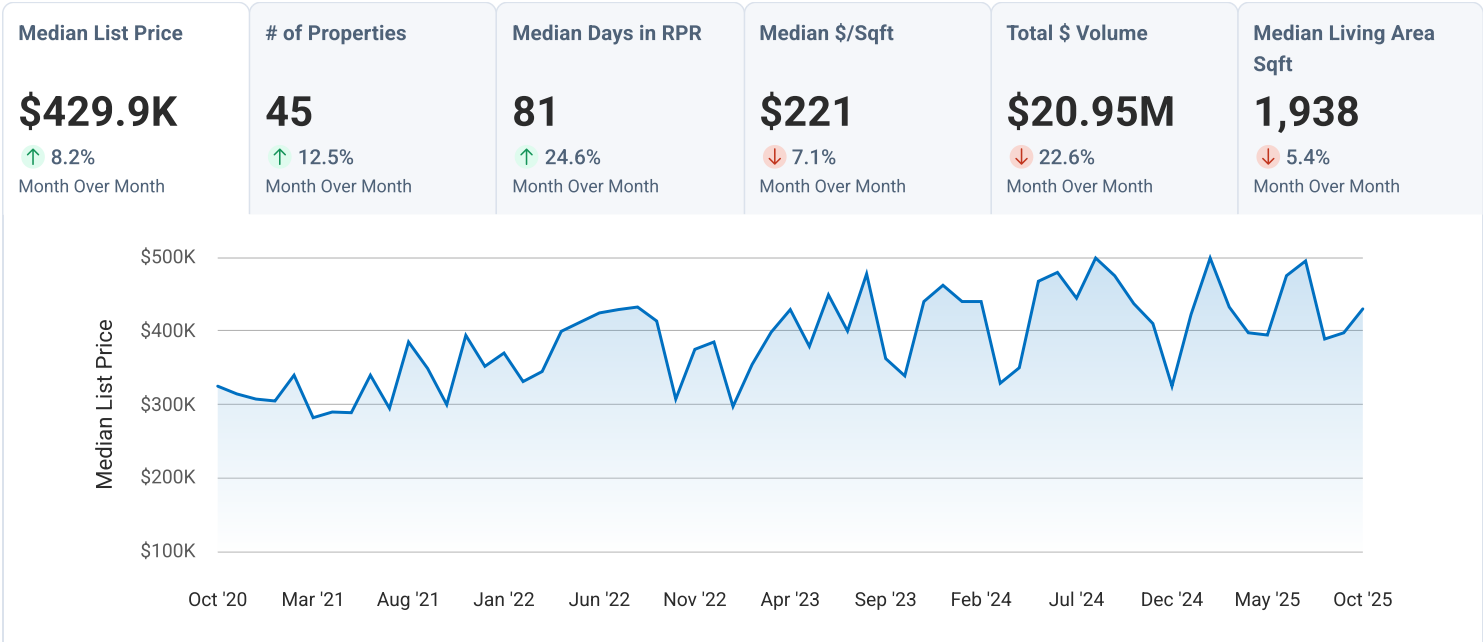 Median List Price
$429.9K
↑ 8.2%
Month Over Month
# of Properties
45
↑ 12.5%
Month Over Month
Median Days in RPR
81
↑ 24.6%
Month Over Month
Median $/Sqft
$221
↓ 7.1%
Month Over Month
Total $ Volume
$20.95M
↓ 22.6%
Month Over Month
Median Living Area
Sqft
1,938
↓ 5.4%
Month Over Month
Median List Price
$500K
$400K
$300K
$200K
$100K
Oct '20 Mar '21 Aug '21 Jan '22 Jun '22 Nov '22 Apr '23 Sep '23 Feb '24 Jul '24 Dec '24 May '25 Oct '25